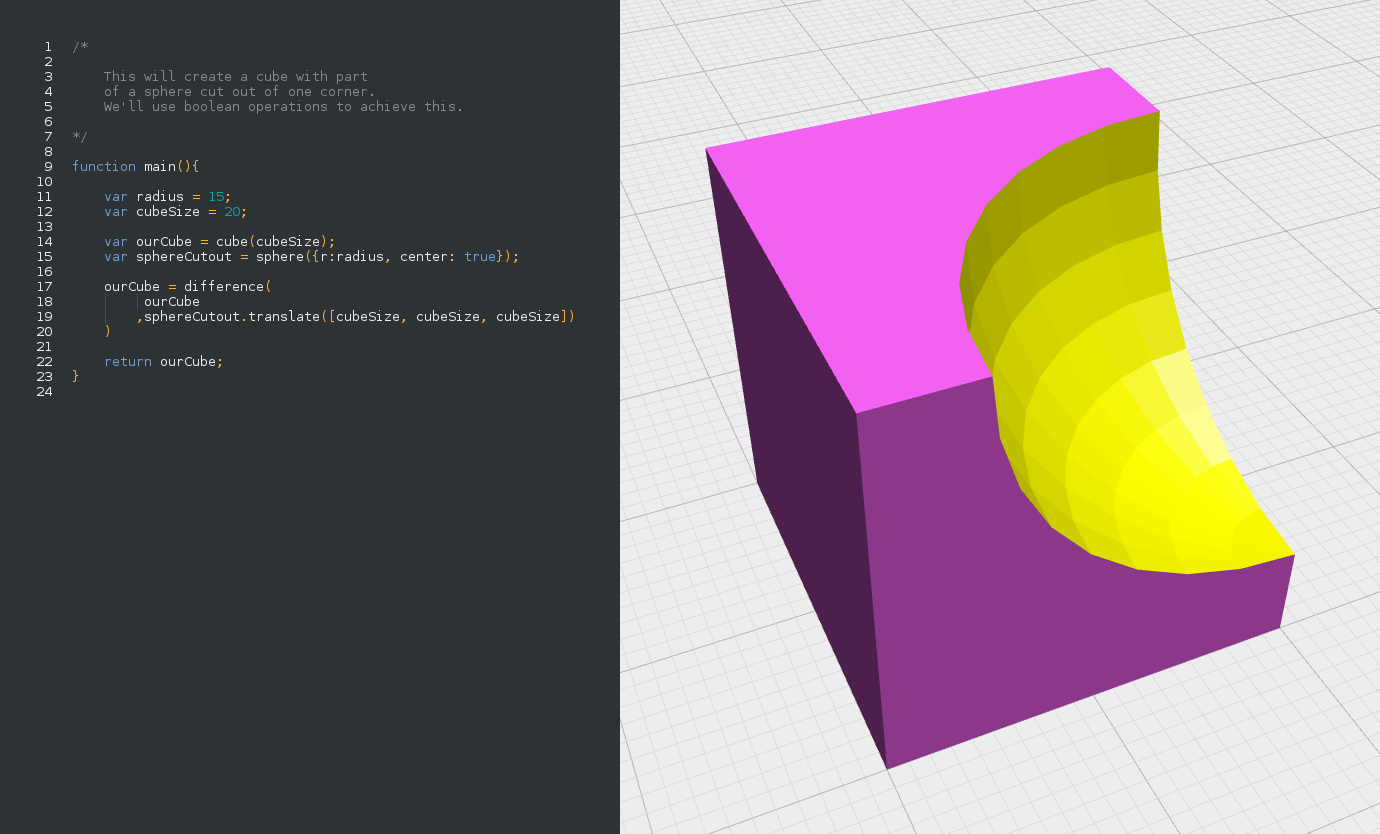 1 /*
2
3 This will create a cube with part
4 of a sphere cut out of one corner.
5 We'll use boolean operations to achieve this.
6
7 */
8
9 function main(){
10
11 var radius = 15;
12 var cubeSize = 20;
13
14 var ourCube = cube(cubeSize);
15 var sphereCutout = sphere({r:radius, center: true});
16
17 ourCube = difference(
18 ourCube
19 ,sphereCutout.translate([cubeSize, cubeSize, cubeSize])
20 )
21
22 return ourCube;
23 }
24